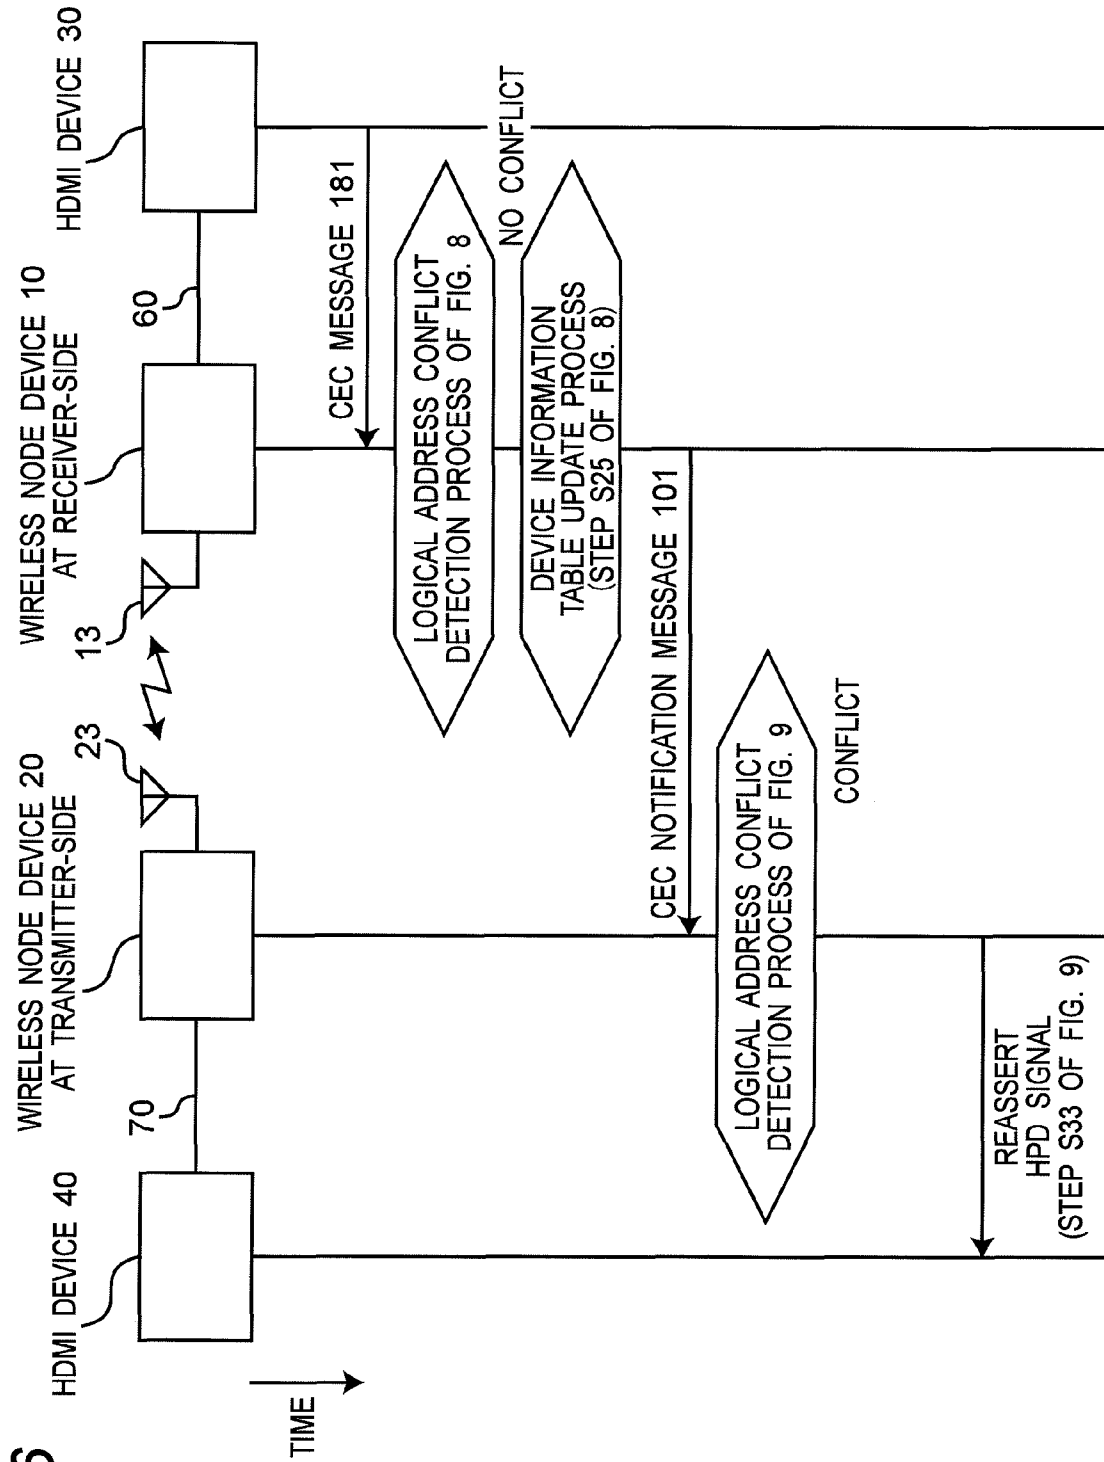 HDMI DEVICE 40
WIRELESS NODE DEVICE 20
AT TRANSMITTER-SIDE
WIRELESS NODE DEVICE 10
AT RECEIVER-SIDE
HDMI DEVICE 30
70
23
13
60
TIME
CEC MESSAGE 181
LOGICAL ADDRESS CONFLICT
DETECTION PROCESS OF FIG. 8
NO CONFLICT
DEVICE INFORMATION
TABLE UPDATE PROCESS
(STEP S25 OF FIG. 8)
CEC NOTIFICATION MESSAGE 101
LOGICAL ADDRESS CONFLICT
DETECTION PROCESS OF FIG. 9
CONFLICT
REASSERT
HPD SIGNAL
(STEP S33 OF FIG. 9)